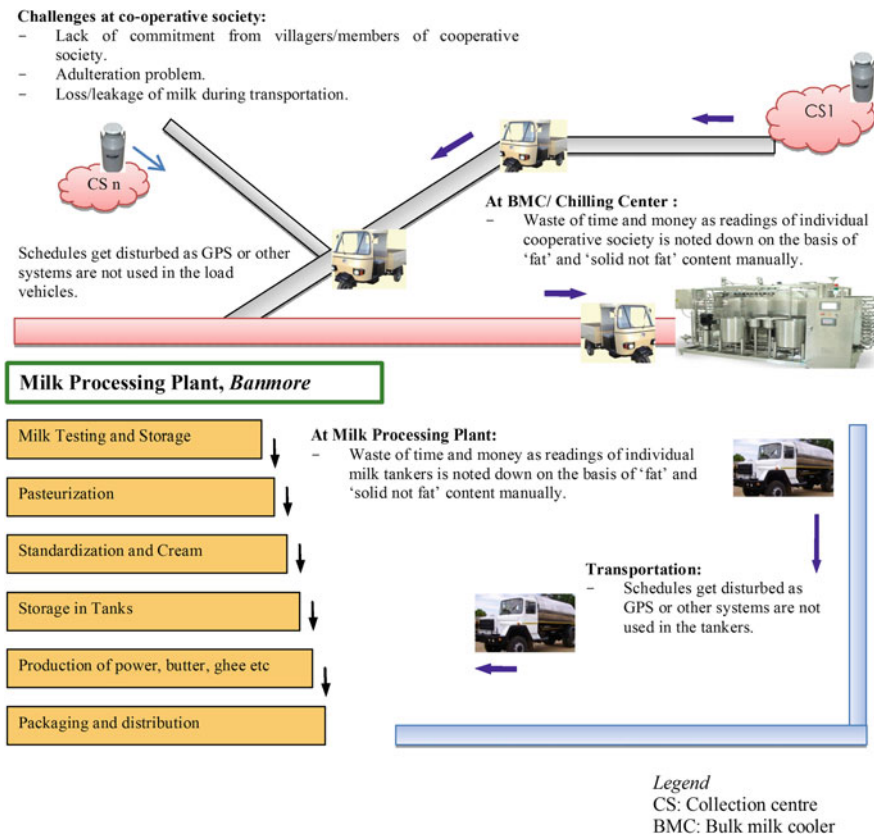 Challenges at co-operative society:
- Lack of commitment from villagers/members of cooperative
society.
- Adulteration problem.
- Loss/leakage of milk during transportation.
CS1
CS n
At BMC/ Chilling Center :
- Waste of time and money as readings of individual
cooperative society is noted down on the basis of
‘fat’ and ‘solid not fat’ content manually.
Schedules get disturbed as GPS or other
systems are not used in the load
vehicles.
Milk Processing Plant, Banmore
Milk Testing and Storage
Pasteurization
Standardization and Cream
Storage in Tanks
Production of power, butter, ghee etc
Packaging and distribution
At Milk Processing Plant:
- Waste of time and money as readings of individual
milk tankers is noted down on the basis of ‘fat’ and
‘solid not fat’ content manually.
Transportation:
- Schedules get disturbed as
GPS or other systems are not
used in the tankers.
Legend
CS: Collection centre
BMC: Bulk milk cooler